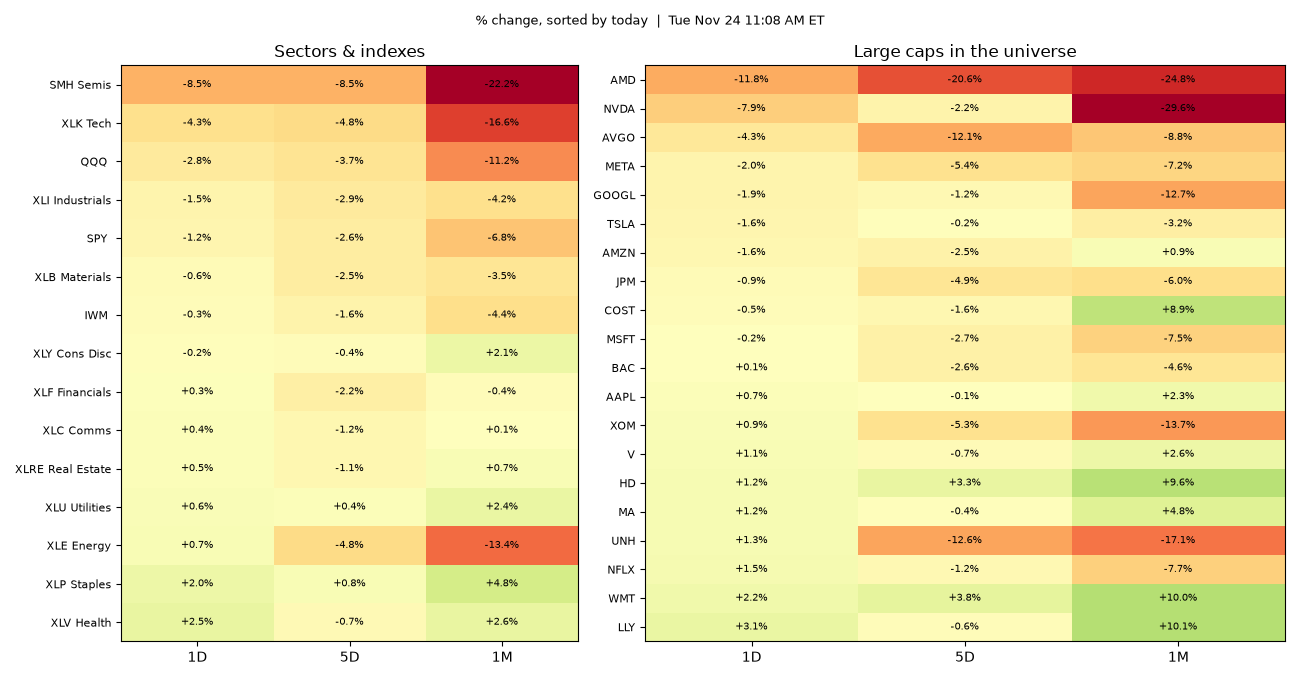 % change, sorted by today | Tue Nov 24 11:08 AM ET
Sectors & indexes
SMH Semis -8.5% -8.5% -22.2%
XLK Tech -4.3% -4.8% -16.6%
QQQ -2.8% -3.7% -11.2%
XLI Industrials -1.5% -2.9% -4.2%
SPY -1.2% -2.6% -6.8%
XLB Materials -0.6% -2.5% -3.5%
IWM -0.3% -1.6% -4.4%
XLY Cons Disc -0.2% -0.4% +2.1%
XLF Financials +0.3% -2.2% -0.4%
XLC Comms +0.4% -1.2% +0.1%
XLRE Real Estate +0.5% -1.1% +0.7%
XLU Utilities +0.6% +0.4% +2.4%
XLE Energy +0.7% -4.8% -13.4%
XLP Staples +2.0% +0.8% +4.8%
XLV Health +2.5% -0.7% +2.6%
1D 5D 1M
Large caps in the universe
AMD -11.8% -20.6% -24.8%
NVDA -7.9% -2.2% -29.6%
AVGO -4.3% -12.1% -8.8%
META -2.0% -5.4% -7.2%
GOOGL -1.9% -1.2% -12.7%
TSLA -1.6% -0.2% -3.2%
AMZN -1.6% -2.5% +0.9%
JPM -0.9% -4.9% -6.0%
COST -0.5% -1.6% +8.9%
MSFT -0.2% -2.7% -7.5%
BAC +0.1% -2.6% -4.6%
AAPL +0.7% -0.1% +2.3%
XOM +0.9% -5.3% -13.7%
V +1.1% -0.7% +2.6%
HD +1.2% +3.3% +9.6%
MA +1.2% -0.4% +4.8%
UNH +1.3% -12.6% -17.1%
NFLX +1.5% -1.2% -7.7%
WMT +2.2% +3.8% +10.0%
LLY +3.1% -0.6% +10.1%
1D 5D 1M